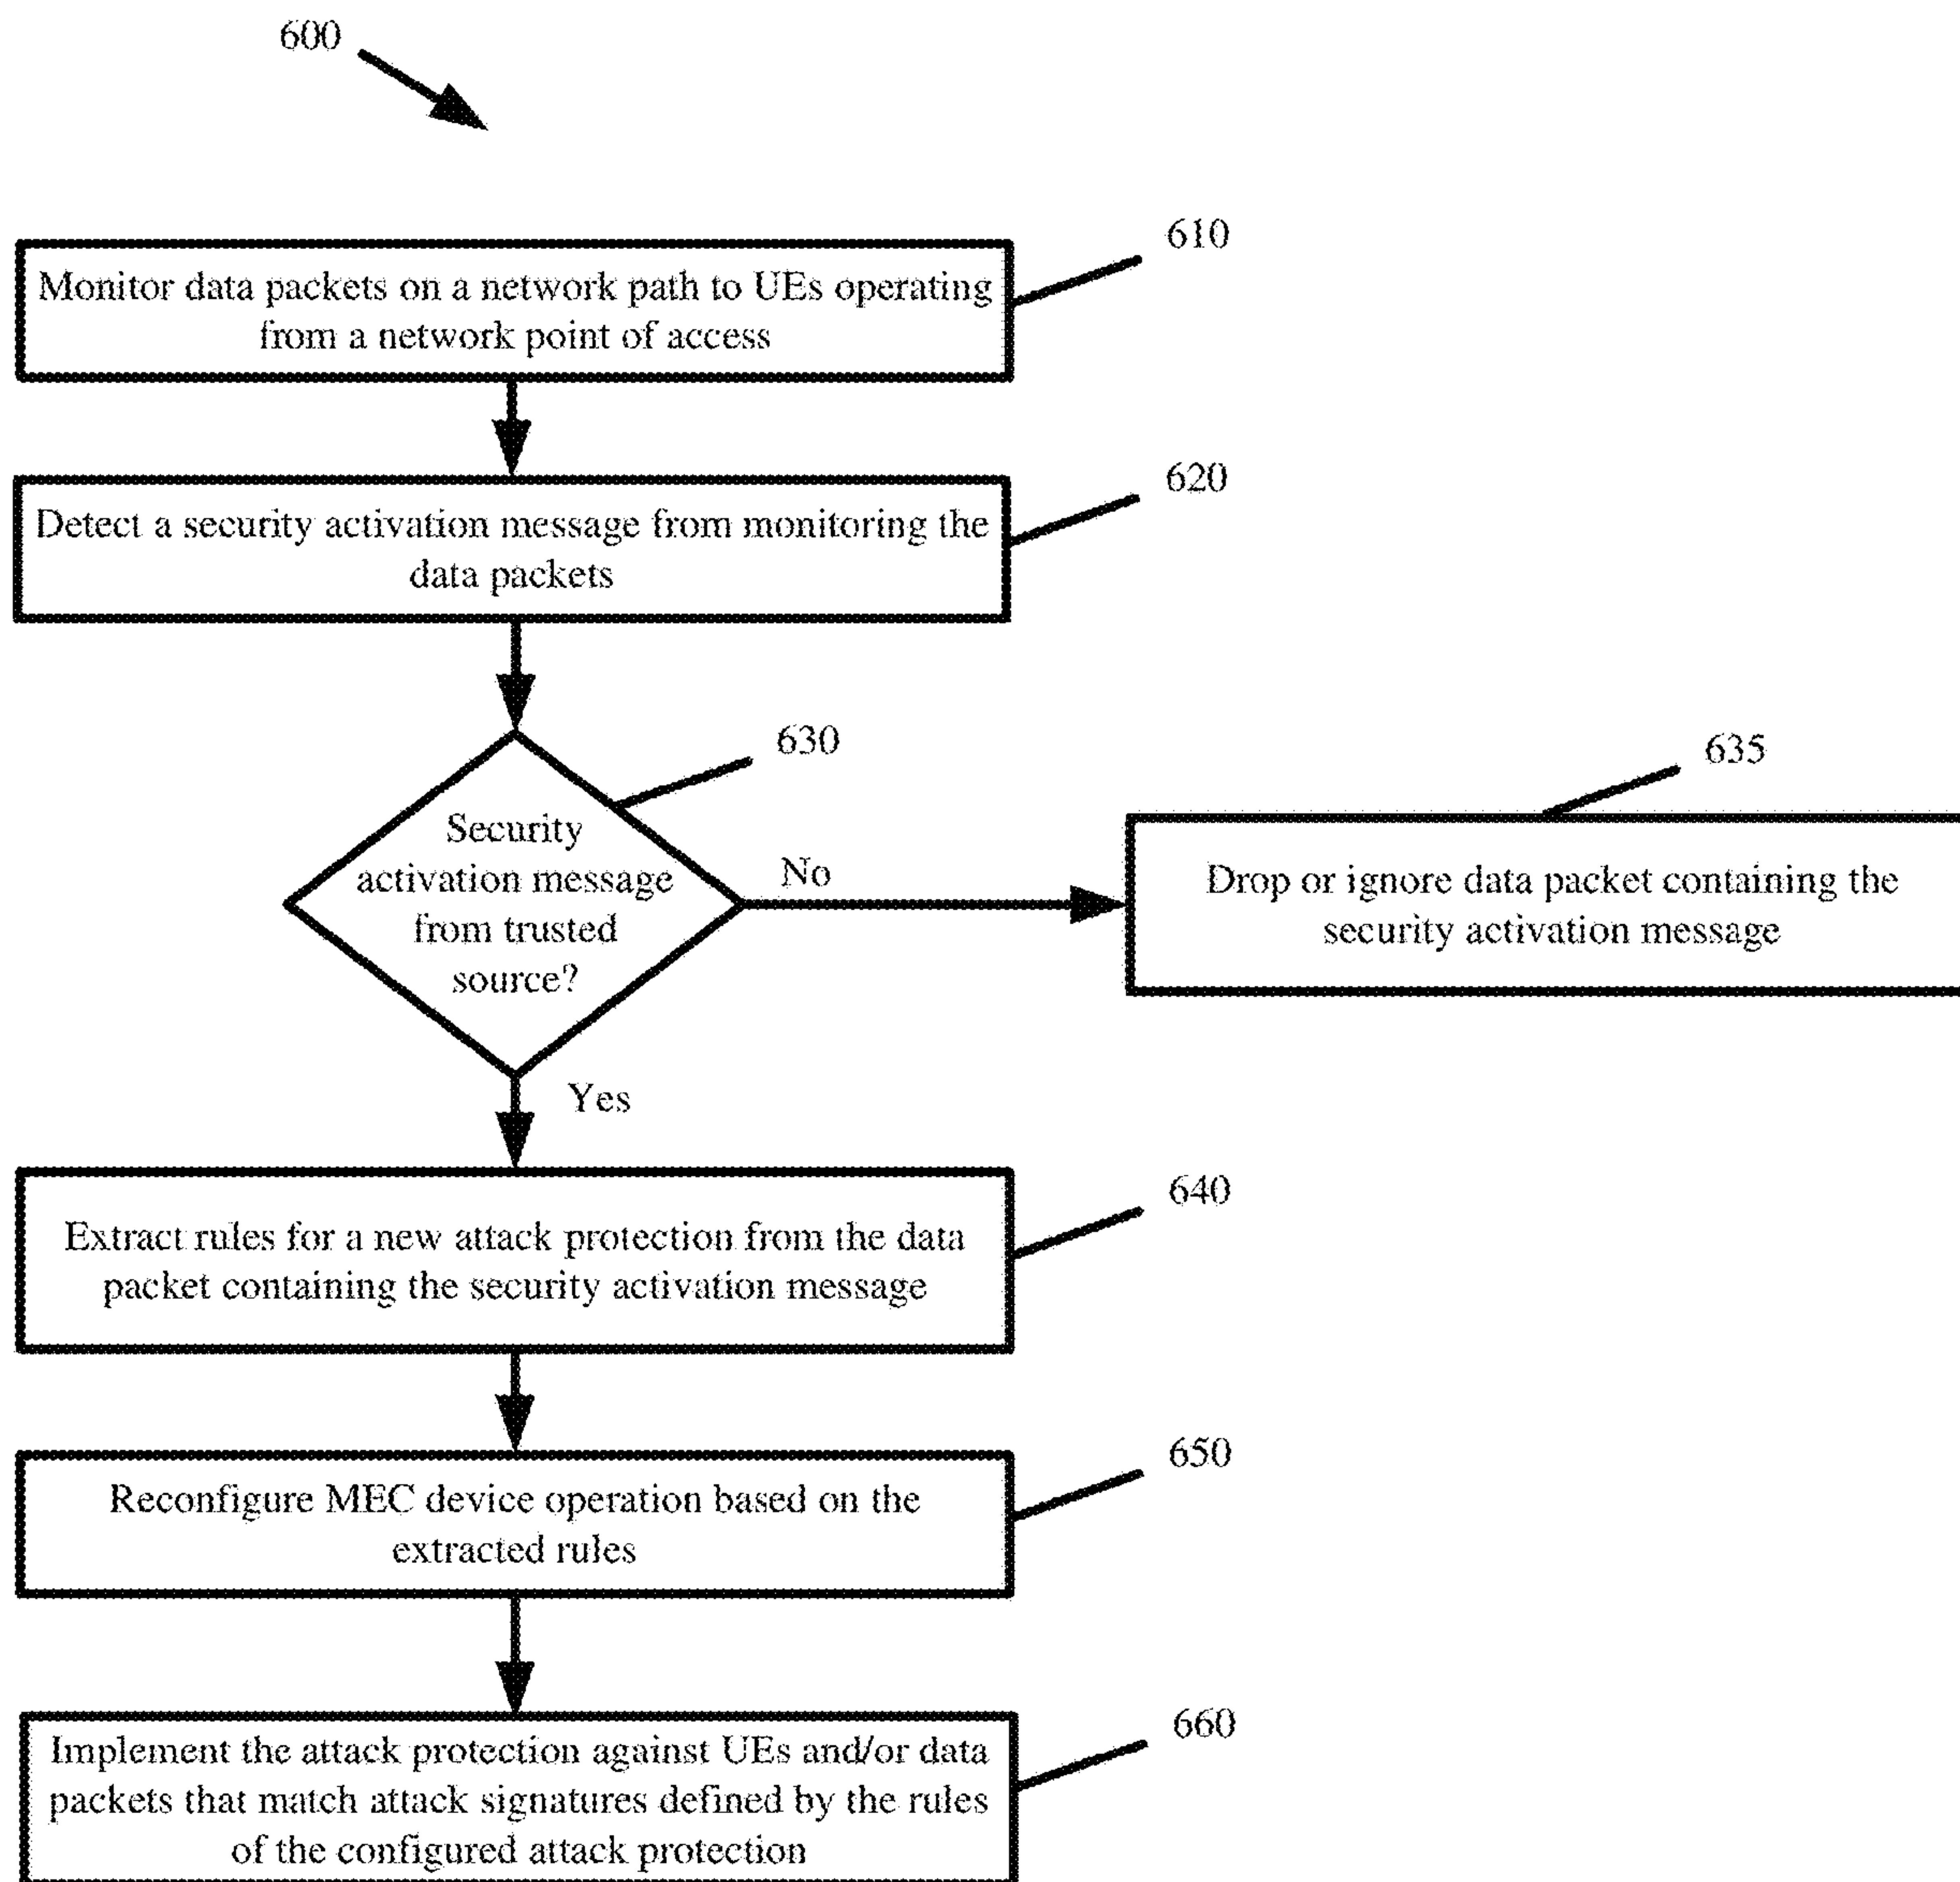 600
610
Monitor data packets on a network path to UEs operating
from a network point of access
620
Detect a security activation message from monitoring the
data packets
630
Security
activation message
from trusted
source?
No
635
Drop or ignore data packet containing the
security activation message
Yes
640
Extract rules for a new attack protection from the data
packet containing the security activation message
650
Reconfigure MEC device operation based on the
extracted rules
660
Implement the attack protection against UEs and/or data
packets that match attack signatures defined by the rules
of the configured attack protection